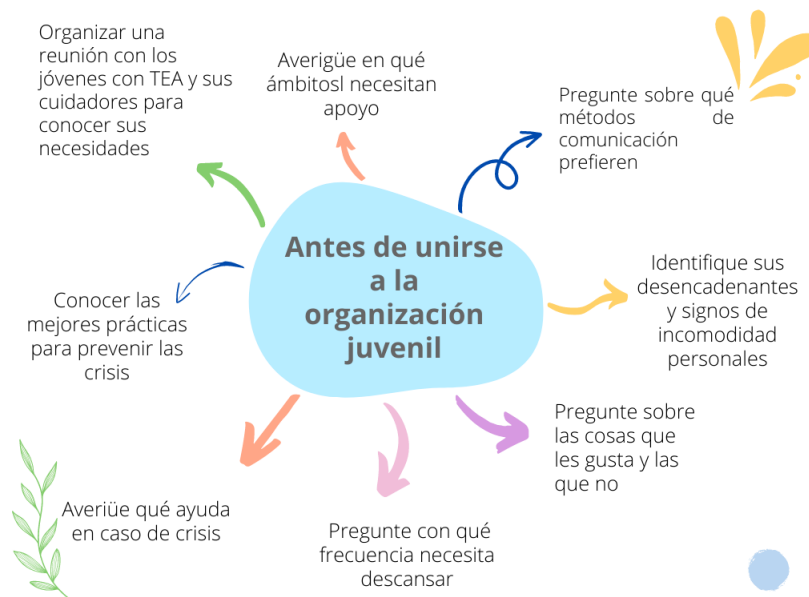 Organizar una
reunión con los
jóvenes con TEA y sus
cuidadores para
conocer sus
necesidades
Averigüe en qué
ámbitosl necesitan
apoyo
Pregunte sobre qué
métodos de
comunicación
prefieren
Antes de unirse
a la
organización
juvenil
Identifique sus
desencadenantes
y signos de
incomodidad
personales
Conocer las
mejores prácticas
para prevenir las
crisis
Pregunte sobre
las cosas que
les gusta y las
que no
Averiüe qué ayuda
en caso de crisis
Pregunte con qué
frecuencia necesita
descansar